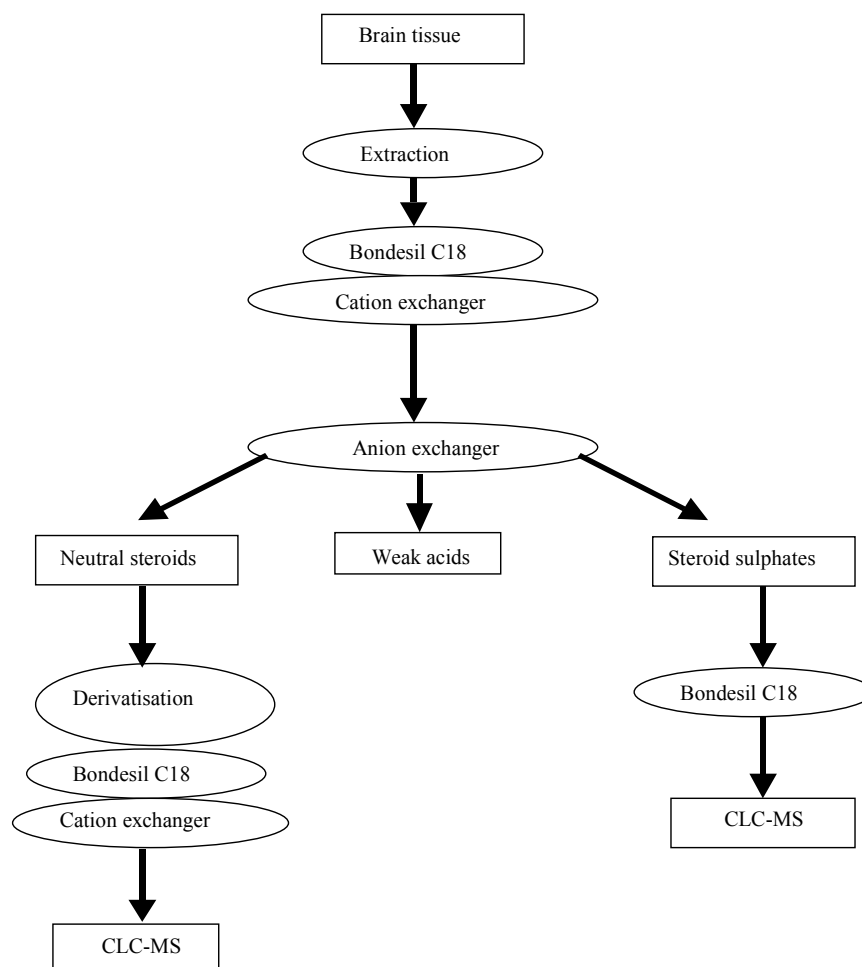 Brain tissue
Extraction
Bondesil C18
Cation exchanger
Anion exchanger
Neutral steroids
Weak acids
Steroid sulphates
Derivatisation
Bondesil C18
Bondesil C18
Cation exchanger
CLC-MS
CLC-MS